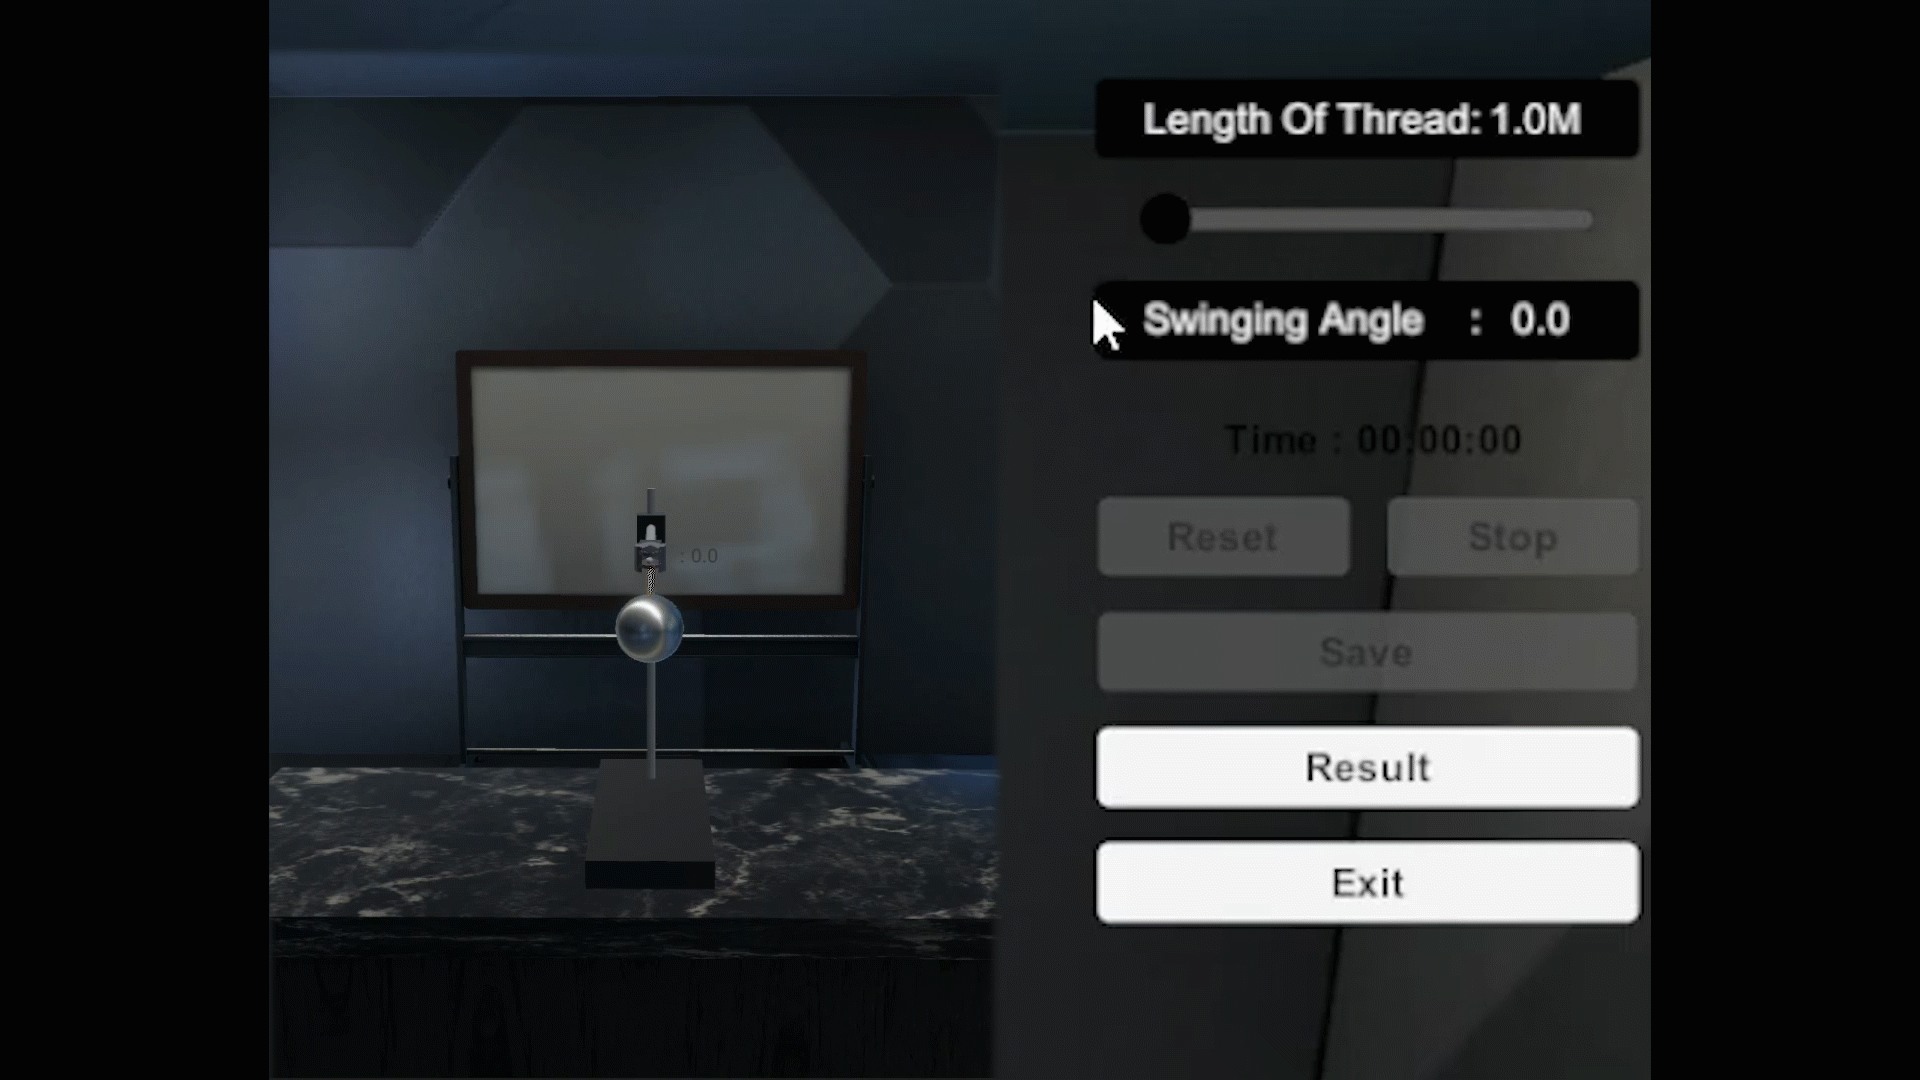 Length Of Thread: 1.0M
Swinging Angle : 0.0
Time : 00:00:00
: 0.0
Reset
Stop
Save
Result
Exit